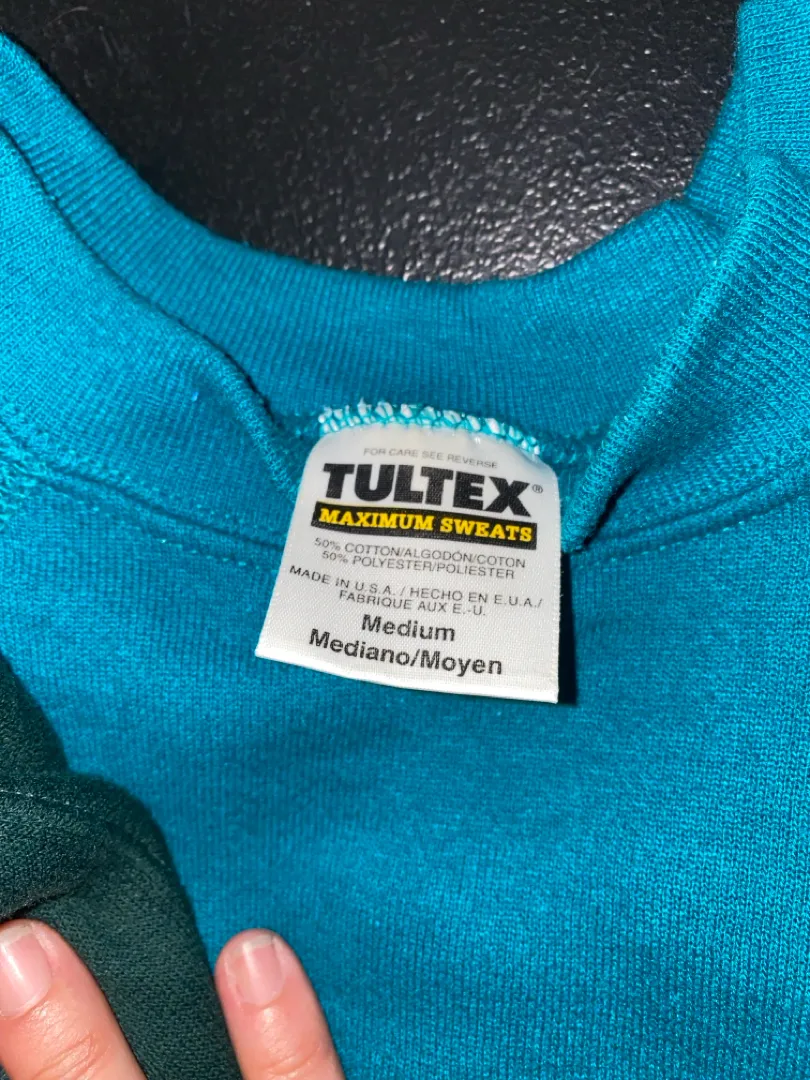 FOR CARE SEE REVERSE
TULTEX®
MAXIMUM SWEATS
50% COTTON/ALGODÓN/COTON
50% POLYESTER/POLIESTER
MADE IN U.S.A. / HECHO EN E.U.A./
FABRIQUE AUX E.-U.
Medium
Mediano/Moyen